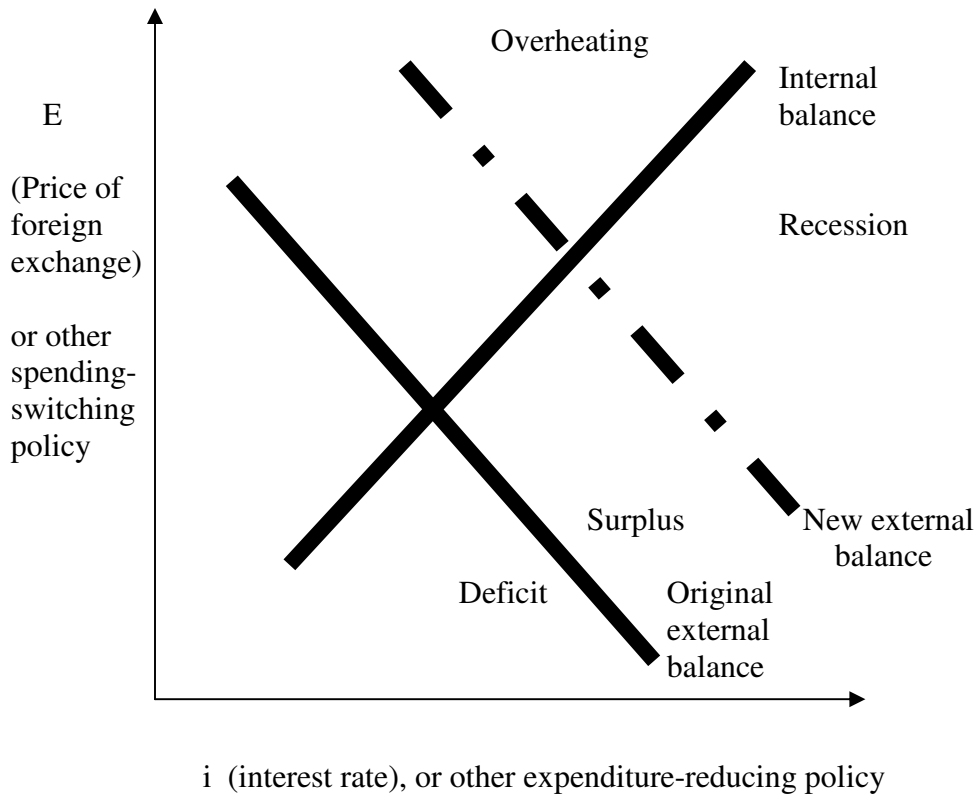 Overheating
Internal
balance
E
(Price of
foreign
exchange)
or other
spending-
switching
policy
Recession
Surplus
New external
balance
Deficit
Original
external
balance
i (interest rate), or other expenditure-reducing policy